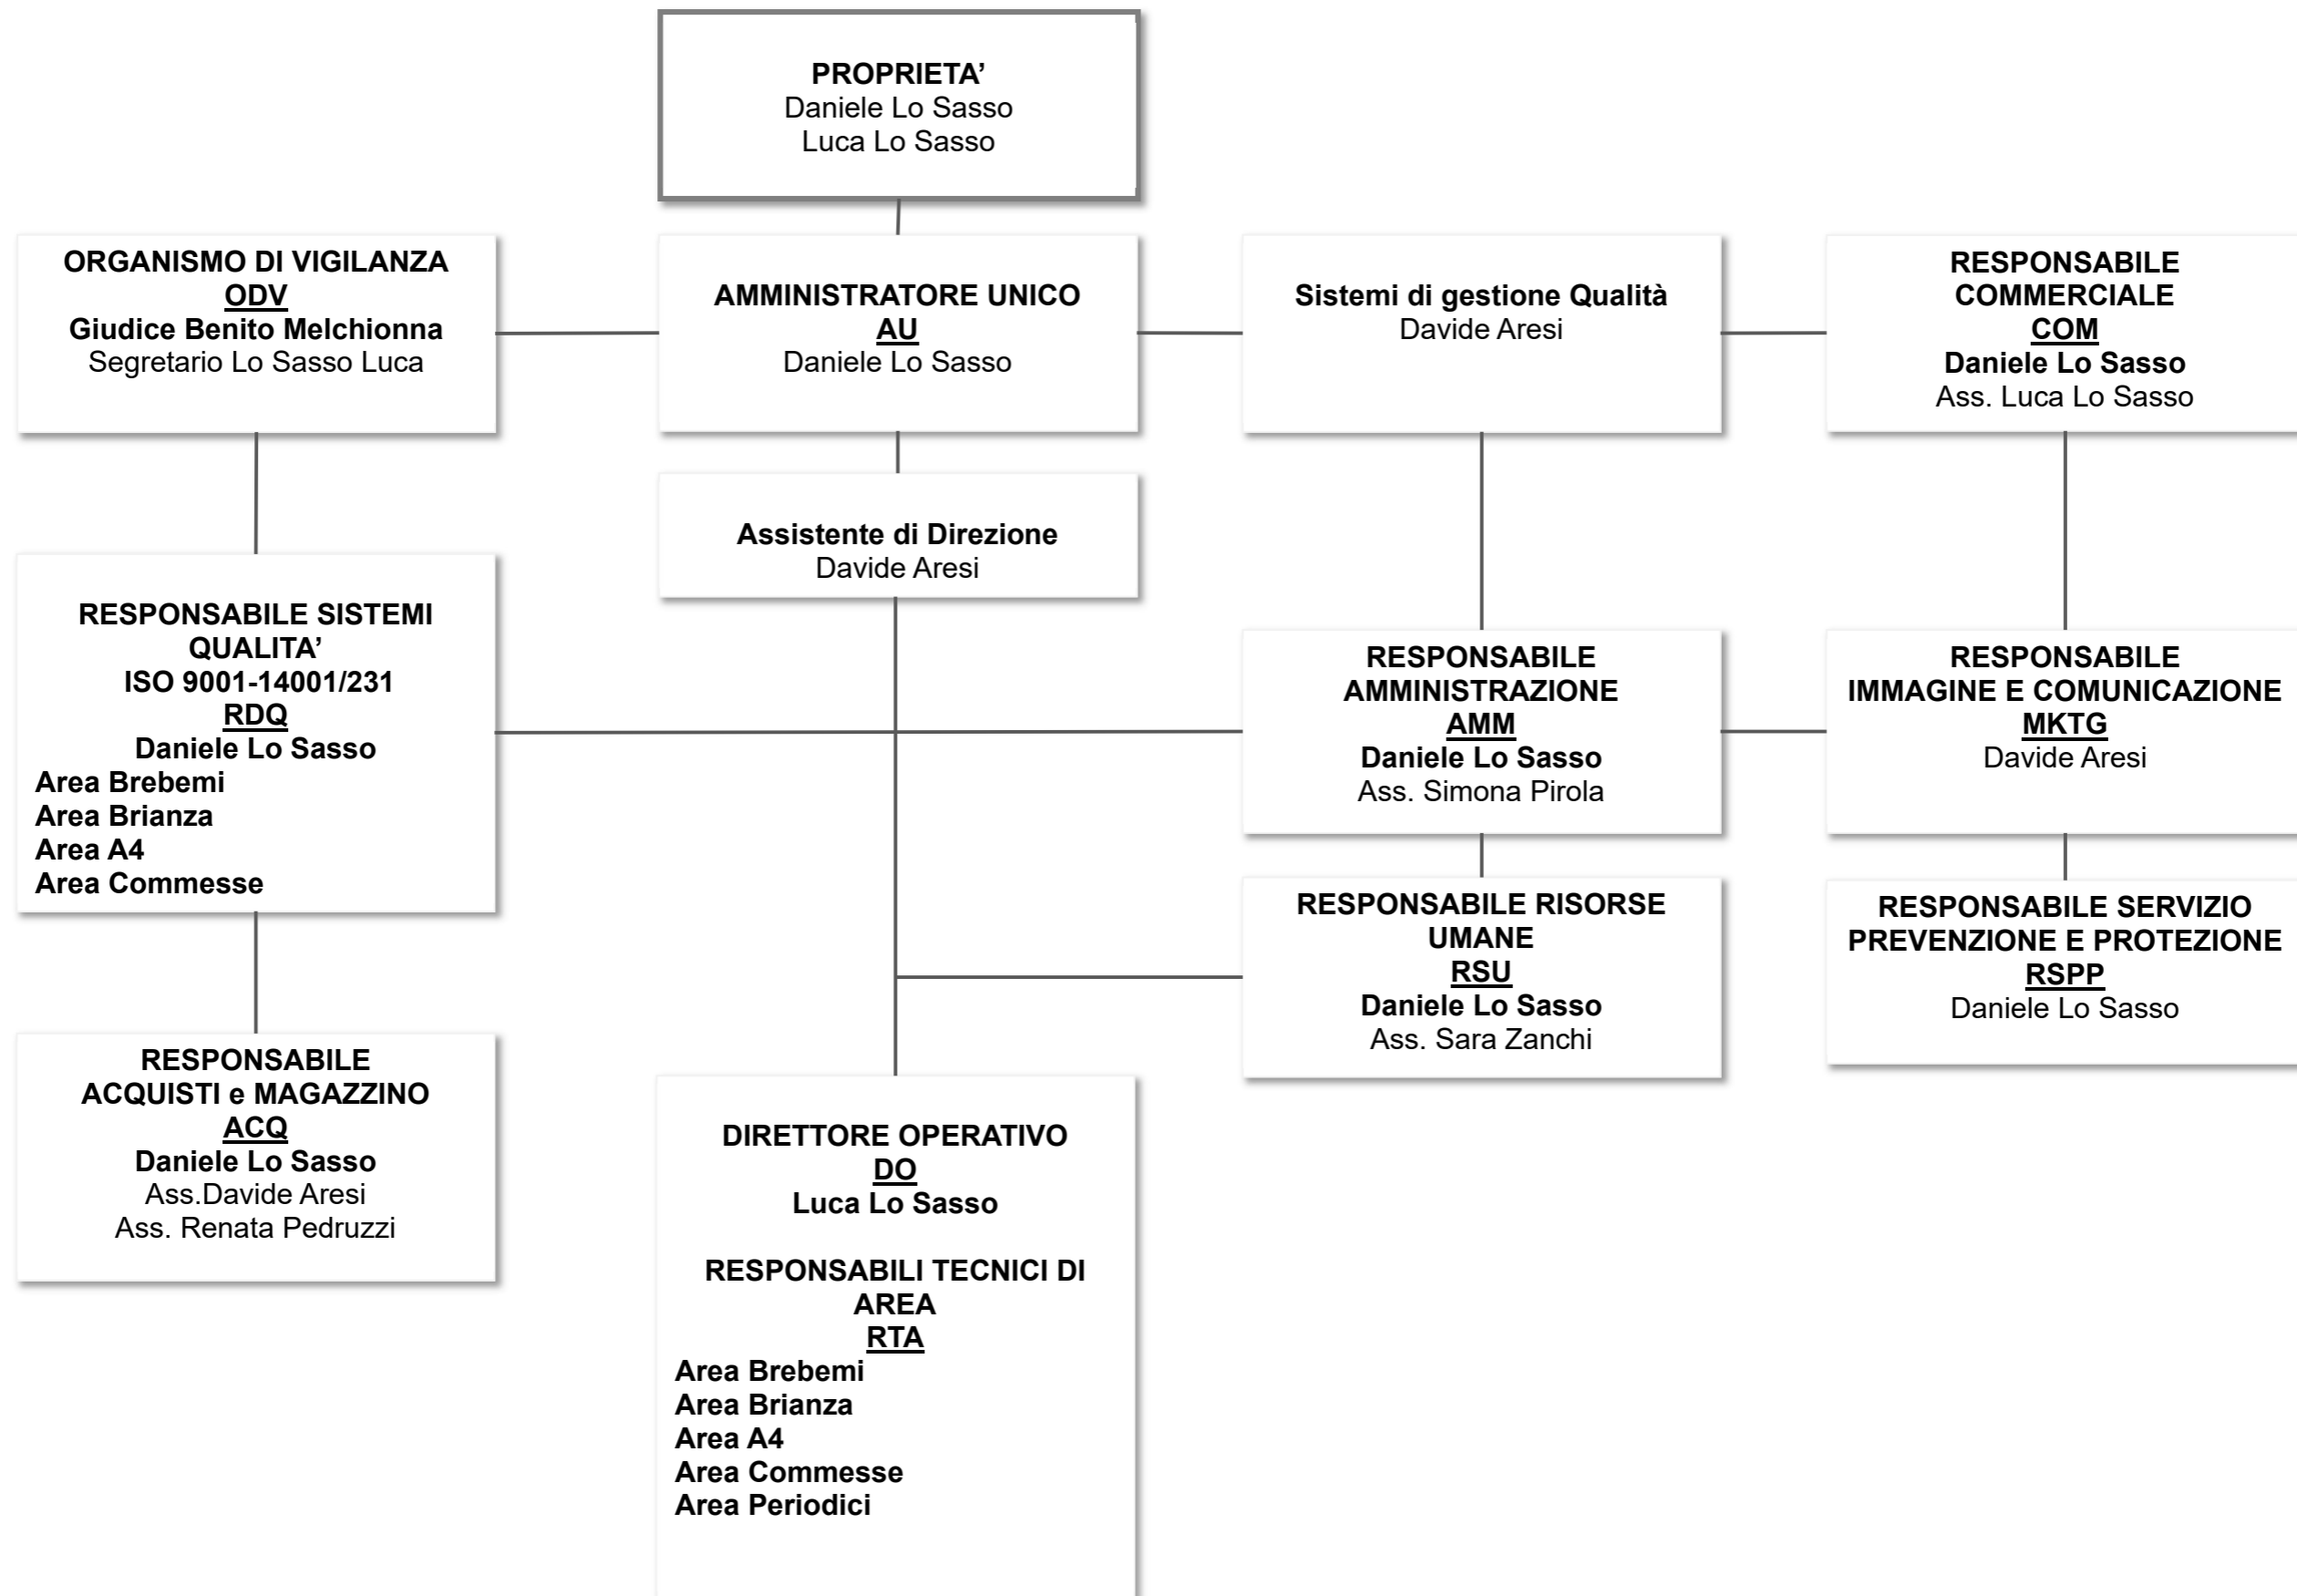 PROPRIETA’
Daniele Lo Sasso
Luca Lo Sasso
ORGANISMO DI VIGILANZA
ODV
Giudice Benito Melchionna
Segretario Lo Sasso Luca
AMMINISTRATORE UNICO
AU
Daniele Lo Sasso
Sistemi di gestione Qualità
Davide Aresi
RESPONSABILE
COMMERCIALE
COM
Daniele Lo Sasso
Ass. Luca Lo Sasso
Assistente di Direzione
Davide Aresi
RESPONSABILE SISTEMI
QUALITA’
ISO 9001-14001/231
RDQ
Daniele Lo Sasso
Area Brebemi
Area Brianza
Area A4
Area Commesse
RESPONSABILE
AMMINISTRAZIONE
AMM
Daniele Lo Sasso
Ass. Simona Pirola
RESPONSABILE
IMMAGINE E COMUNICAZIONE
MKTG
Davide Aresi
RESPONSABILE RISORSE
UMANE
RSU
Daniele Lo Sasso
Ass. Sara Zanchi
RESPONSABILE SERVIZIO
PREVENZIONE E PROTEZIONE
RSPP
Daniele Lo Sasso
RESPONSABILE
ACQUISTI e MAGAZZINO
ACQ
Daniele Lo Sasso
Ass.Davide Aresi
Ass. Renata Pedruzzi
DIRETTORE OPERATIVO
DO
Luca Lo Sasso
RESPONSABILI TECNICI DI
AREA
RTA
Area Brebemi
Area Brianza
Area A4
Area Commesse
Area Periodici